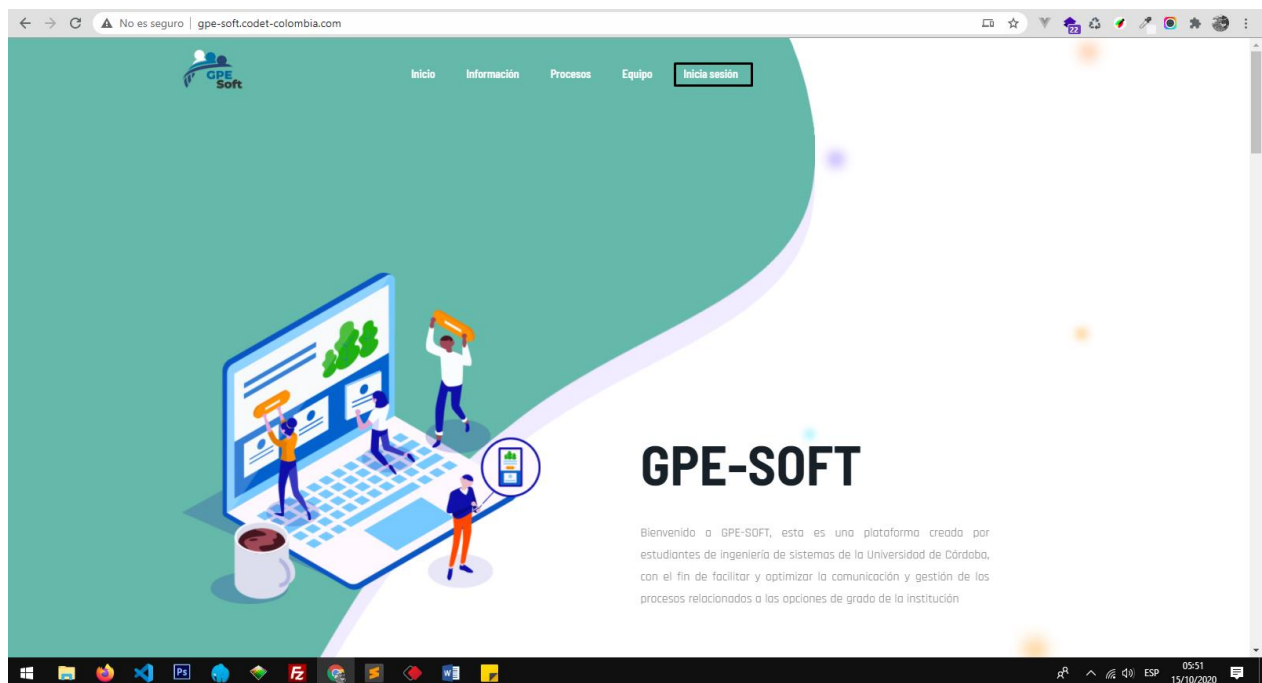 No es seguro | gpe-soft.codet-colombia.com
22
GPE
Soft
Inicio Información Procesos Equipo Inicia sesión
GPE-SOFT
Bienvenido a GPE-SOFT, esta es una plataforma creada por
estudiantes de ingeniería de sistemas de la Universidad de Córdoba,
con el fin de facilitar y optimizar la comunicación y gestión de los
procesos relacionados a las opciones de grado de la institución
Ps
Fz
W
ESP
05:51
15/10/2020